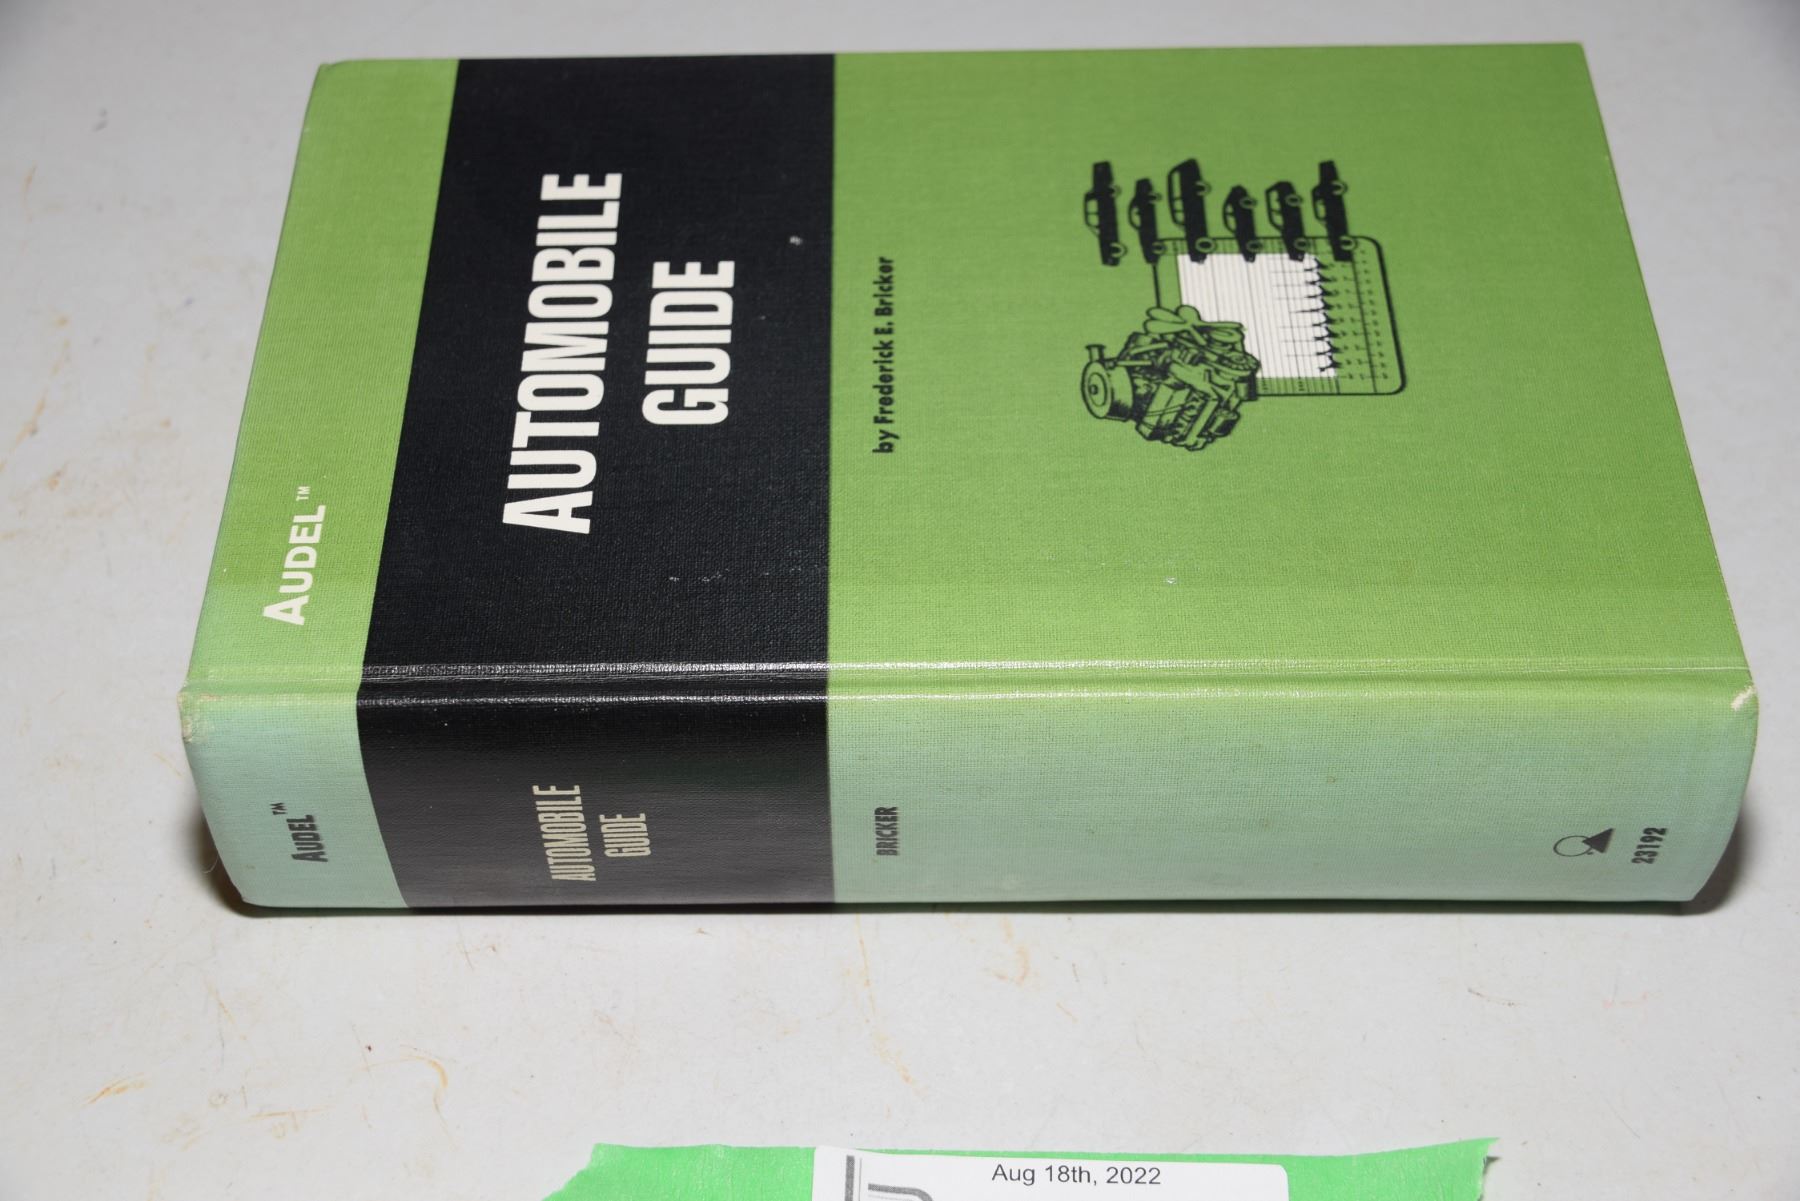 AUDEL™
AUTOMOBILE
GUIDE
by Frederick E. Bricker
AUDEL™
AUTOMOBILE
GUIDE
BRICKER
23192
Aug 18th, 2022